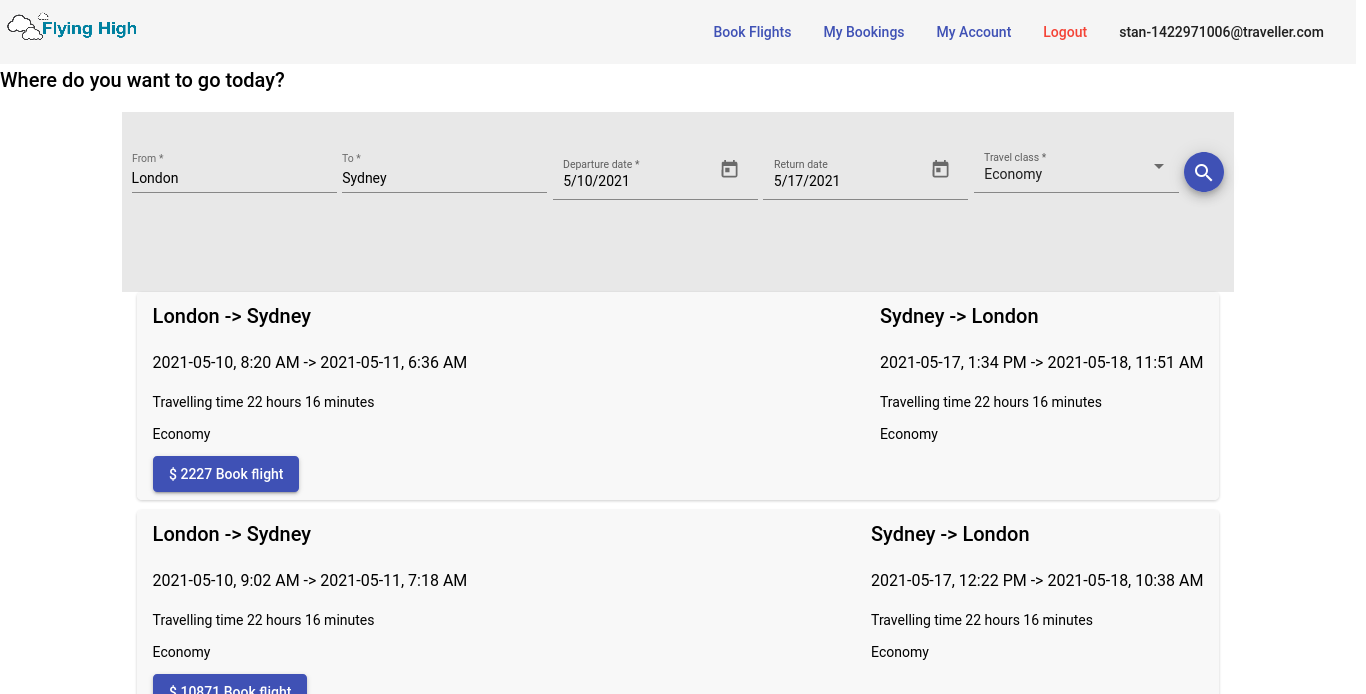 Flying High
Book Flights My Bookings My Account Logout stan-1422971006@traveller.com
Where do you want to go today?
From * To * Departure date * Return date Travel class *
London Sydney 5/10/2021 5/17/2021 Economy
London -> Sydney Sydney -> London
2021-05-10, 8:20 AM -> 2021-05-11, 6:36 AM 2021-05-17, 1:34 PM -> 2021-05-18, 11:51 AM
Travelling time 22 hours 16 minutes Travelling time 22 hours 16 minutes
Economy Economy
$ 2227 Book flight
London -> Sydney Sydney -> London
2021-05-10, 9:02 AM -> 2021-05-11, 7:18 AM 2021-05-17, 12:22 PM -> 2021-05-18, 10:38 AM
Travelling time 22 hours 16 minutes Travelling time 22 hours 16 minutes
Economy Economy
$ 10871 Book flight